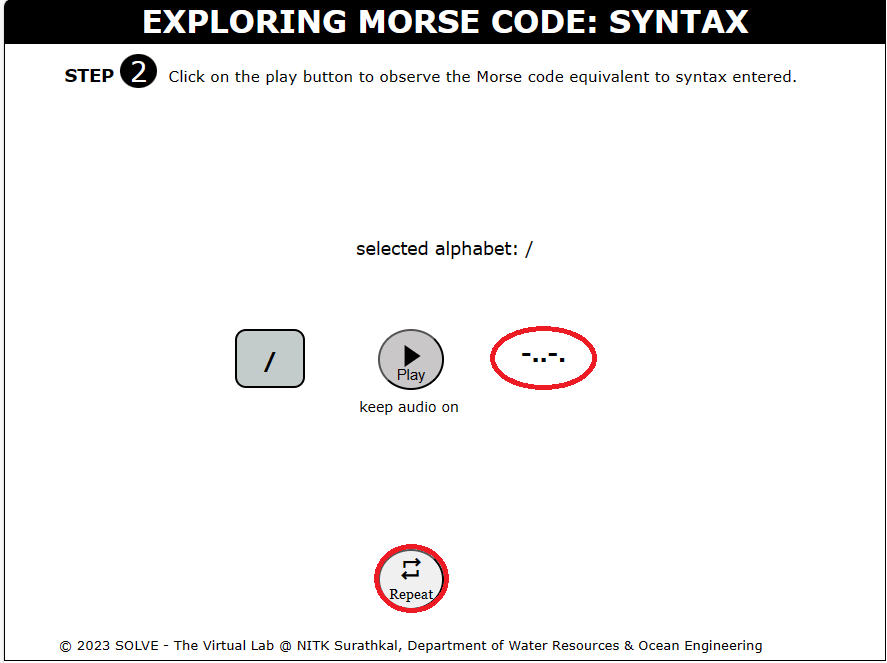 EXPLORING MORSE CODE: SYNTAX
STEP 2 Click on the play button to observe the Morse code equivalent to syntax entered.
selected alphabet: /
/
Play
-..-.
keep audio on
Repeat
© 2023 SOLVE - The Virtual Lab @ NITK Surathkal, Department of Water Resources & Ocean Engineering